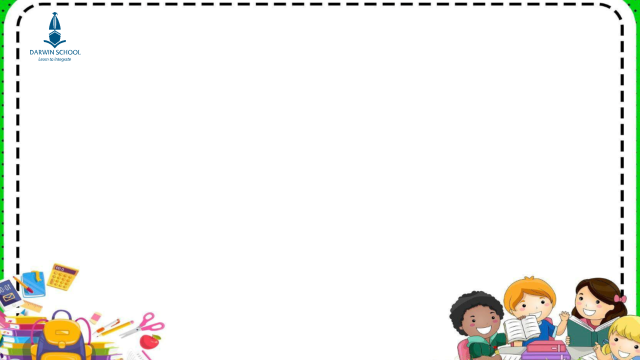 DARWIN SCHOOL
Learn to Integrate